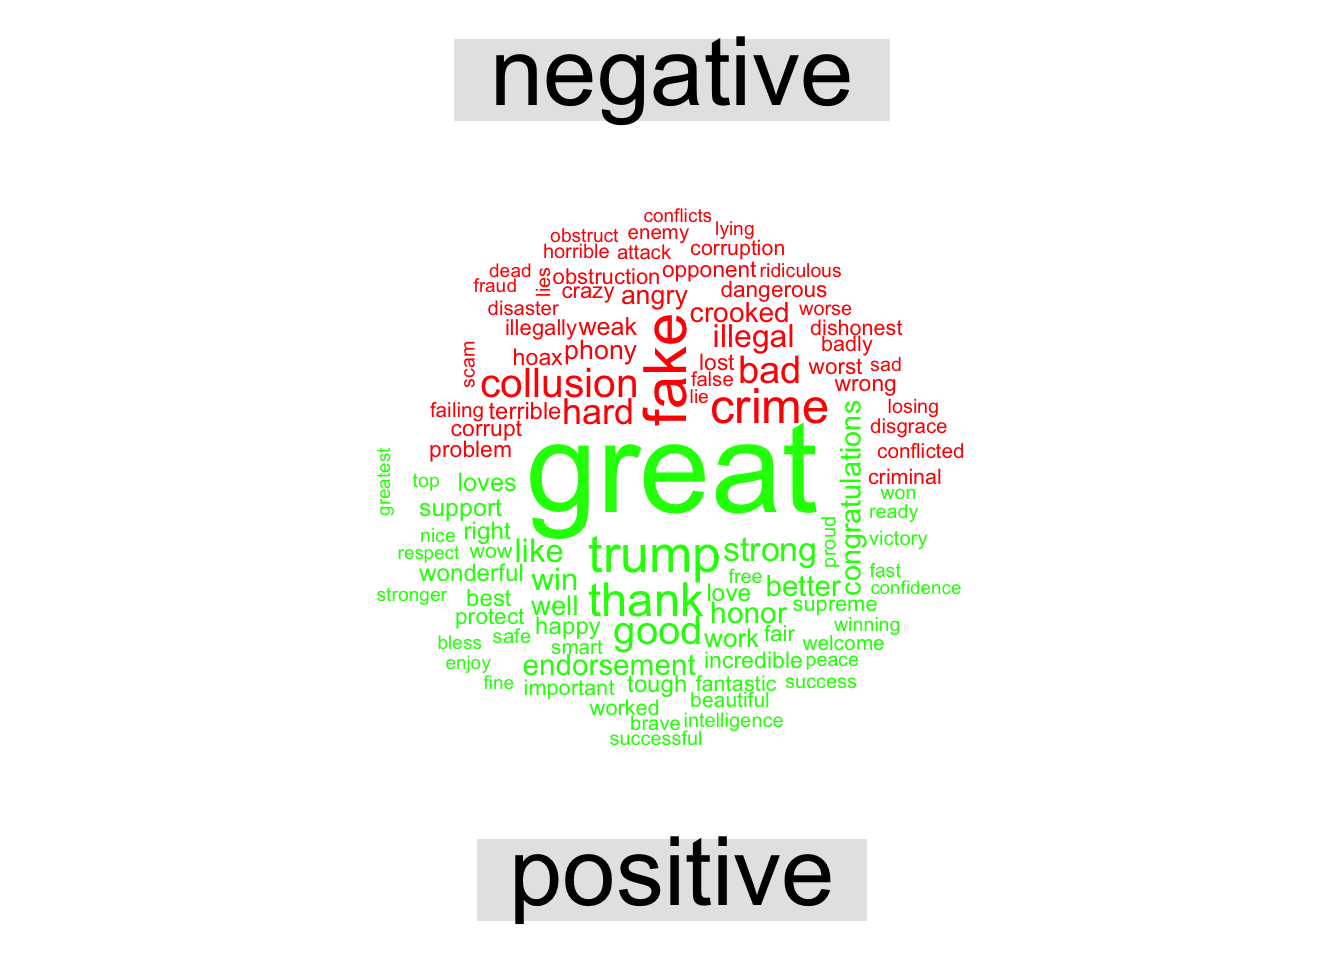 negative
conflicts
obstruct enemy lying
horrible attack corruption
dead lies obstruction opponent ridiculous
fraud crazy angry dangerous
disaster crooked worse
illegally weak fake illegal dishonest
scam hoax phony lost bad badly
collusion false worst sad
lie wrong
failing terrible hard crime losing
corrupt disgrace
problem great congratulations conflicted
greatest top loves criminal
support won
nice right ready
respect wow like trump strong proud victory
wonderful win free better fast
stronger best well thank love confidence
protect happy honor supreme
bless safe good work fair winning
smart welcome
enjoy endorsement incredible peace
fine important tough fantastic success
worked beautiful
brave intelligence
successful
positive